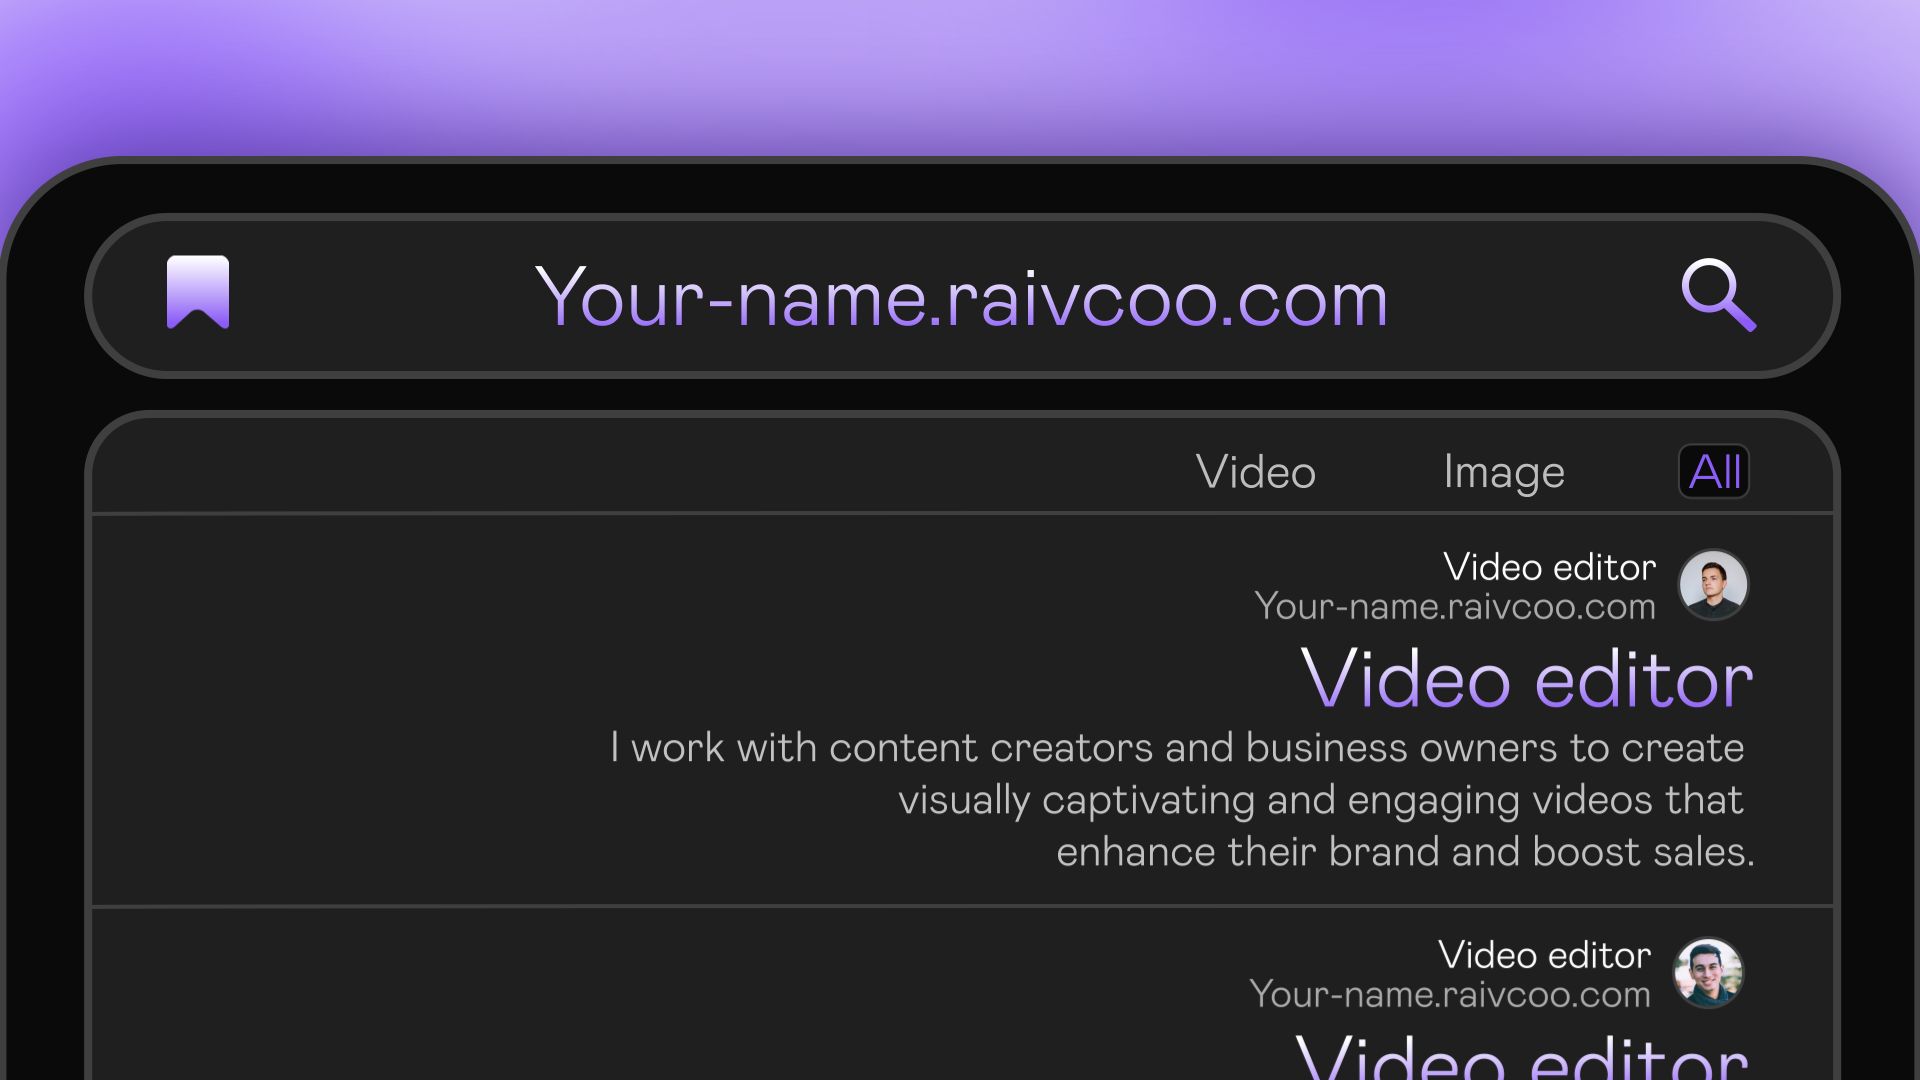 Your-name.raivcoo.com
Video Image All
Video editor
Your-name.raivcoo.com
Video editor
I work with content creators and business owners to create
visually captivating and engaging videos that
enhance their brand and boost sales.
Video editor
Your-name.raivcoo.com
Video editor